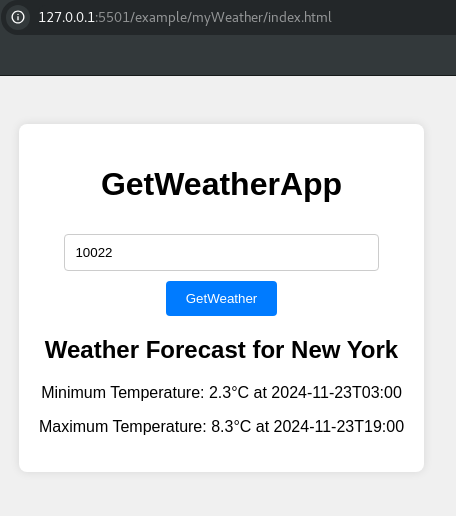 127.0.0.1:5501/example/myWeather/index.html
GetWeatherApp
10022
GetWeather
Weather Forecast for New York
Minimum Temperature: 2.3°C at 2024-11-23T03:00
Maximum Temperature: 8.3°C at 2024-11-23T19:00